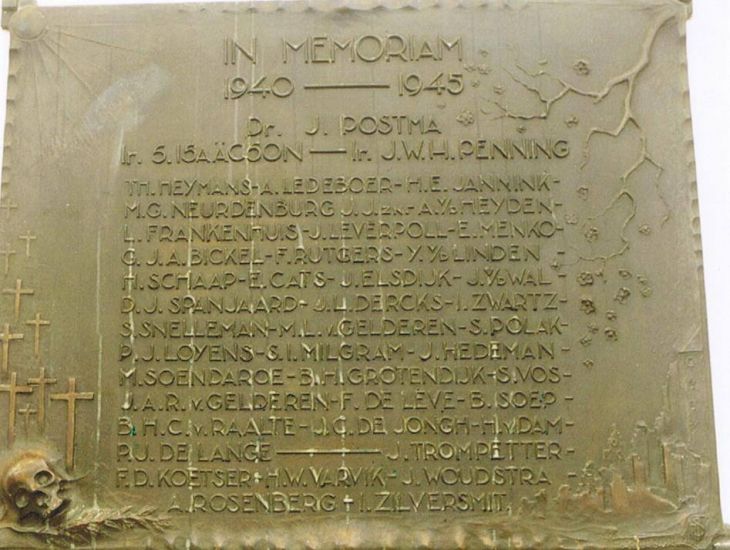 IN MEMORIAM
1940 — 1945
Dr. J. POSTMA
Ir. S. ISAÄCSON — Ir. J.W.H. PENNING
TH. HEYMANS - A. LEDEBOER - H.E. JANNINK -
M.G. NEURDENBURG J.J.ZN. - A. V/D HEYDEN -
L. FRANKENHUIS - J. LEVERPOLL - E. MENKO -
G.J.A. BICKEL - F. RUTGERS - Y. V/D LINDEN -
H. SCHAAP - E. CATS - J. ELSDIJK - J. V/D WAL -
D.J. SPANJAARD - J.L. DERCKS - I. ZWARTZ -
S. SNELLEMAN - M.L. v. GELDEREN - S. POLAK -
P.J. LOYENS - S.I. MILGRAM - J. HEDEMAN -
M. SOENDAROE - B.H. GROTENDIJK - S. VOS -
J.A.R. v. GELDEREN - F. DE LEVE - B. SOEP -
B.H.C. v. RAALTE - J.G. DE JONGH - H. v. DAM -
P.U. DE LANGE — J. TROMPETTER -
F.D. KOETSER - H.W. VARVIK - J. WOUDSTRA -
A. ROSENBERG - I. ZILVERSMIT.